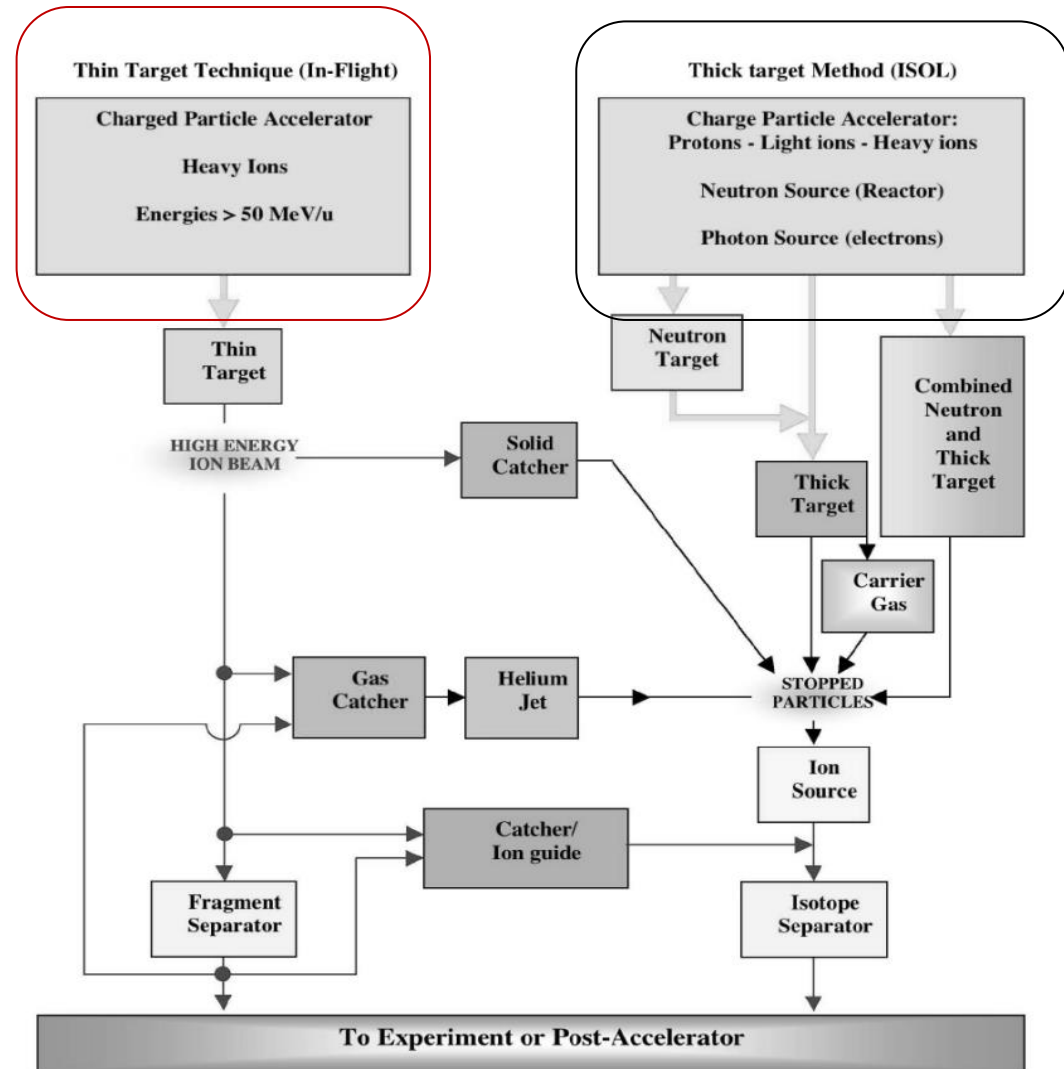 Thin Target Technique (In-Flight)
Charged Particle Accelerator
Heavy Ions
Energies > 50 MeV/u
Thick target Method (ISOL)
Charge Particle Accelerator:
Protons - Light ions - Heavy ions
Neutron Source (Reactor)
Photon Source (electrons)
Thin
Target
Neutron
Target
Combined
Neutron
and
Thick
Target
HIGH ENERGY
ION BEAM
Solid
Catcher
Thick
Target
Carrier
Gas
Gas
Catcher
Helium
Jet
STOPPED
PARTICLES
Ion
Source
Catcher/
Ion guide
Fragment
Separator
Isotope
Separator
To Experiment or Post-Accelerator